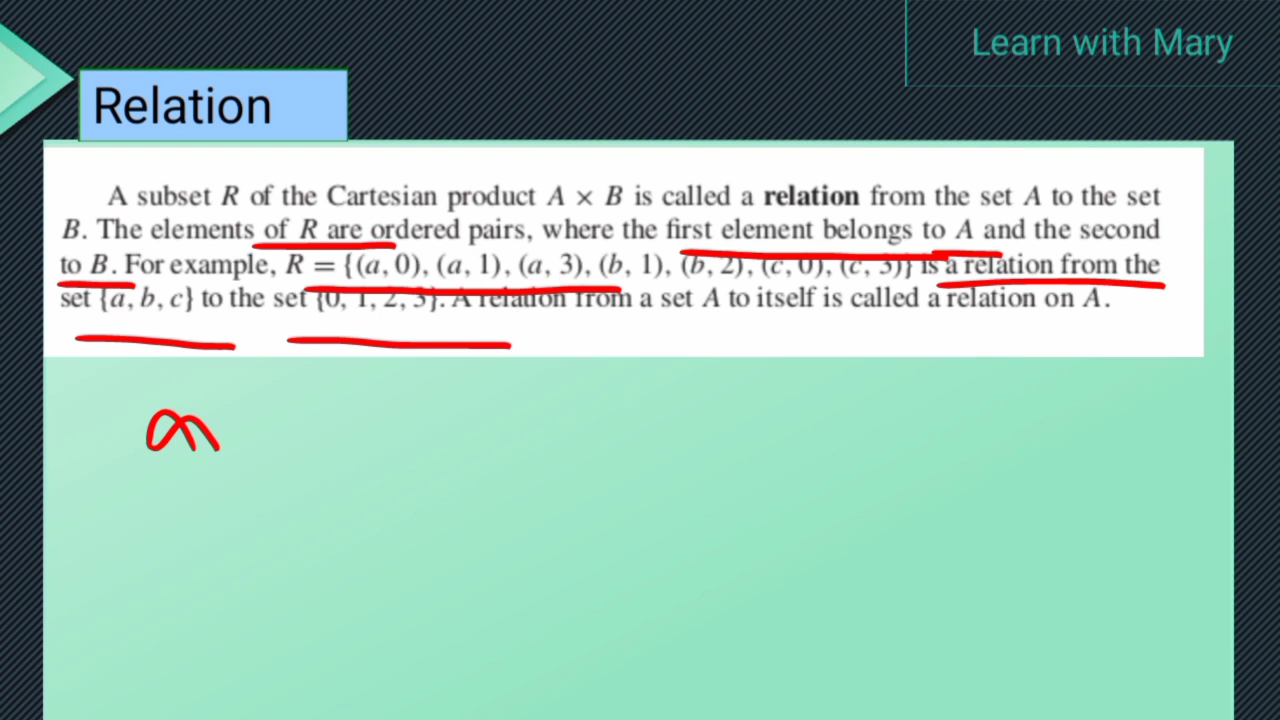 Learn with Mary
Relation
A subset R of the Cartesian product A × B is called a relation from the set A to the set
B. The elements of R are ordered pairs, where the first element belongs to A and the second
to B. For example, R = {(a, 0), (a, 1), (a, 3), (b, 1), (b, 2), (c, 0), (c, 3)} is a relation from the
set {a, b, c} to the set {0, 1, 2, 3}. A relation from a set A to itself is called a relation on A.